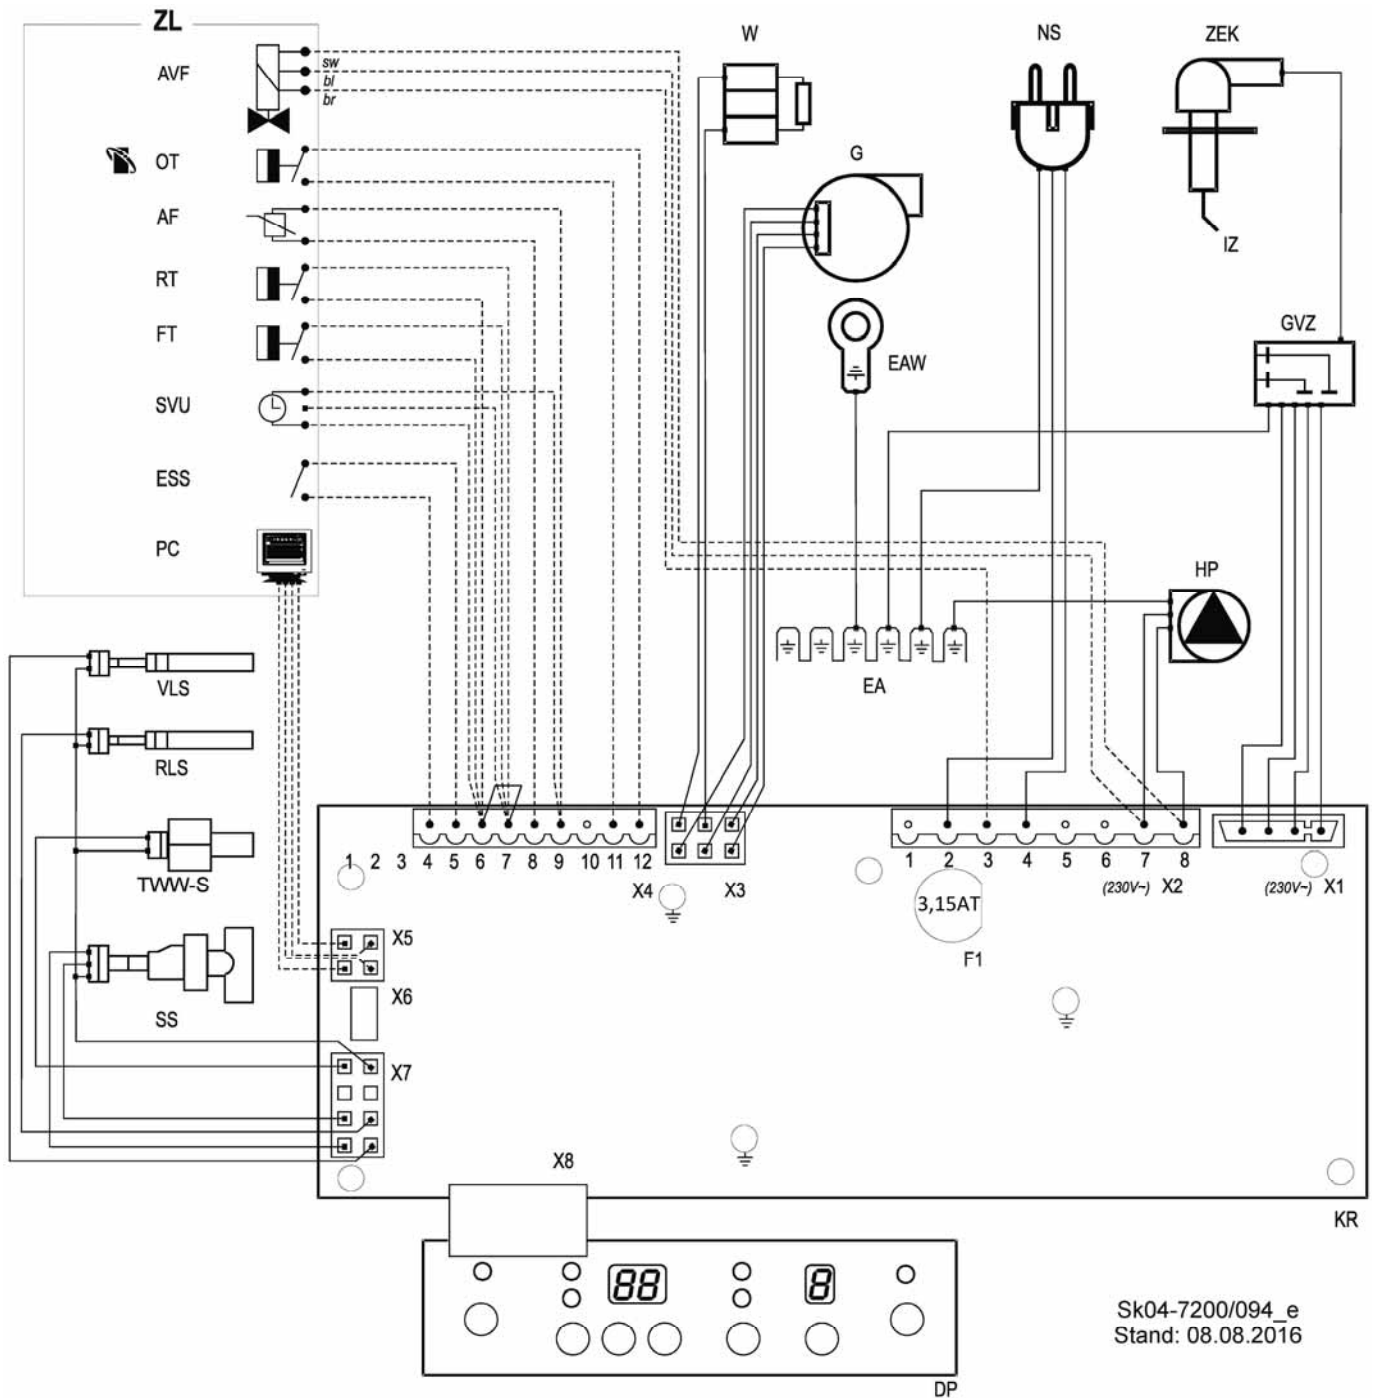 ZL
W
NS
ZEK
AVF
sw
bl
br
OT
G
AF
IZ
RT
GVZ
FT
EAW
SVU
ESS
PC
HP
EA
VLS
RLS
TWW-S
SS
1 2 3 4 5 6 7 8 9 10 11 12
X4
X3
1 2 3 4 5 6 7 8
(230V~) X2
(230V~) X1
3,15AT
F1
X5
X6
X7
X8
KR
88
8
DP
Sk04-7200/094_e
Stand: 08.08.2016